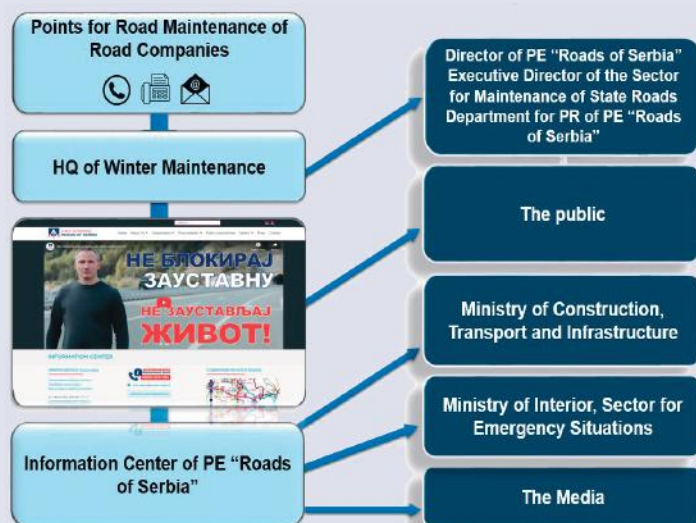 Points for Road Maintenance of
Road Companies
HQ of Winter Maintenance
НЕ БЛОКИРАЈ
ЗАУСТАВНУ
НЕ ЗАУСТАВЉАЈ
ЖИВОТ!
INFORMATION CENTER
Information Center of PE “Roads
of Serbia”
Director of PE “Roads of Serbia”
Executive Director of the Sector
for Maintenance of State Roads
Department for PR of PE “Roads
of Serbia”
The public
Ministry of Construction,
Transport and Infrastructure
Ministry of Interior, Sector for
Emergency Situations
The Media